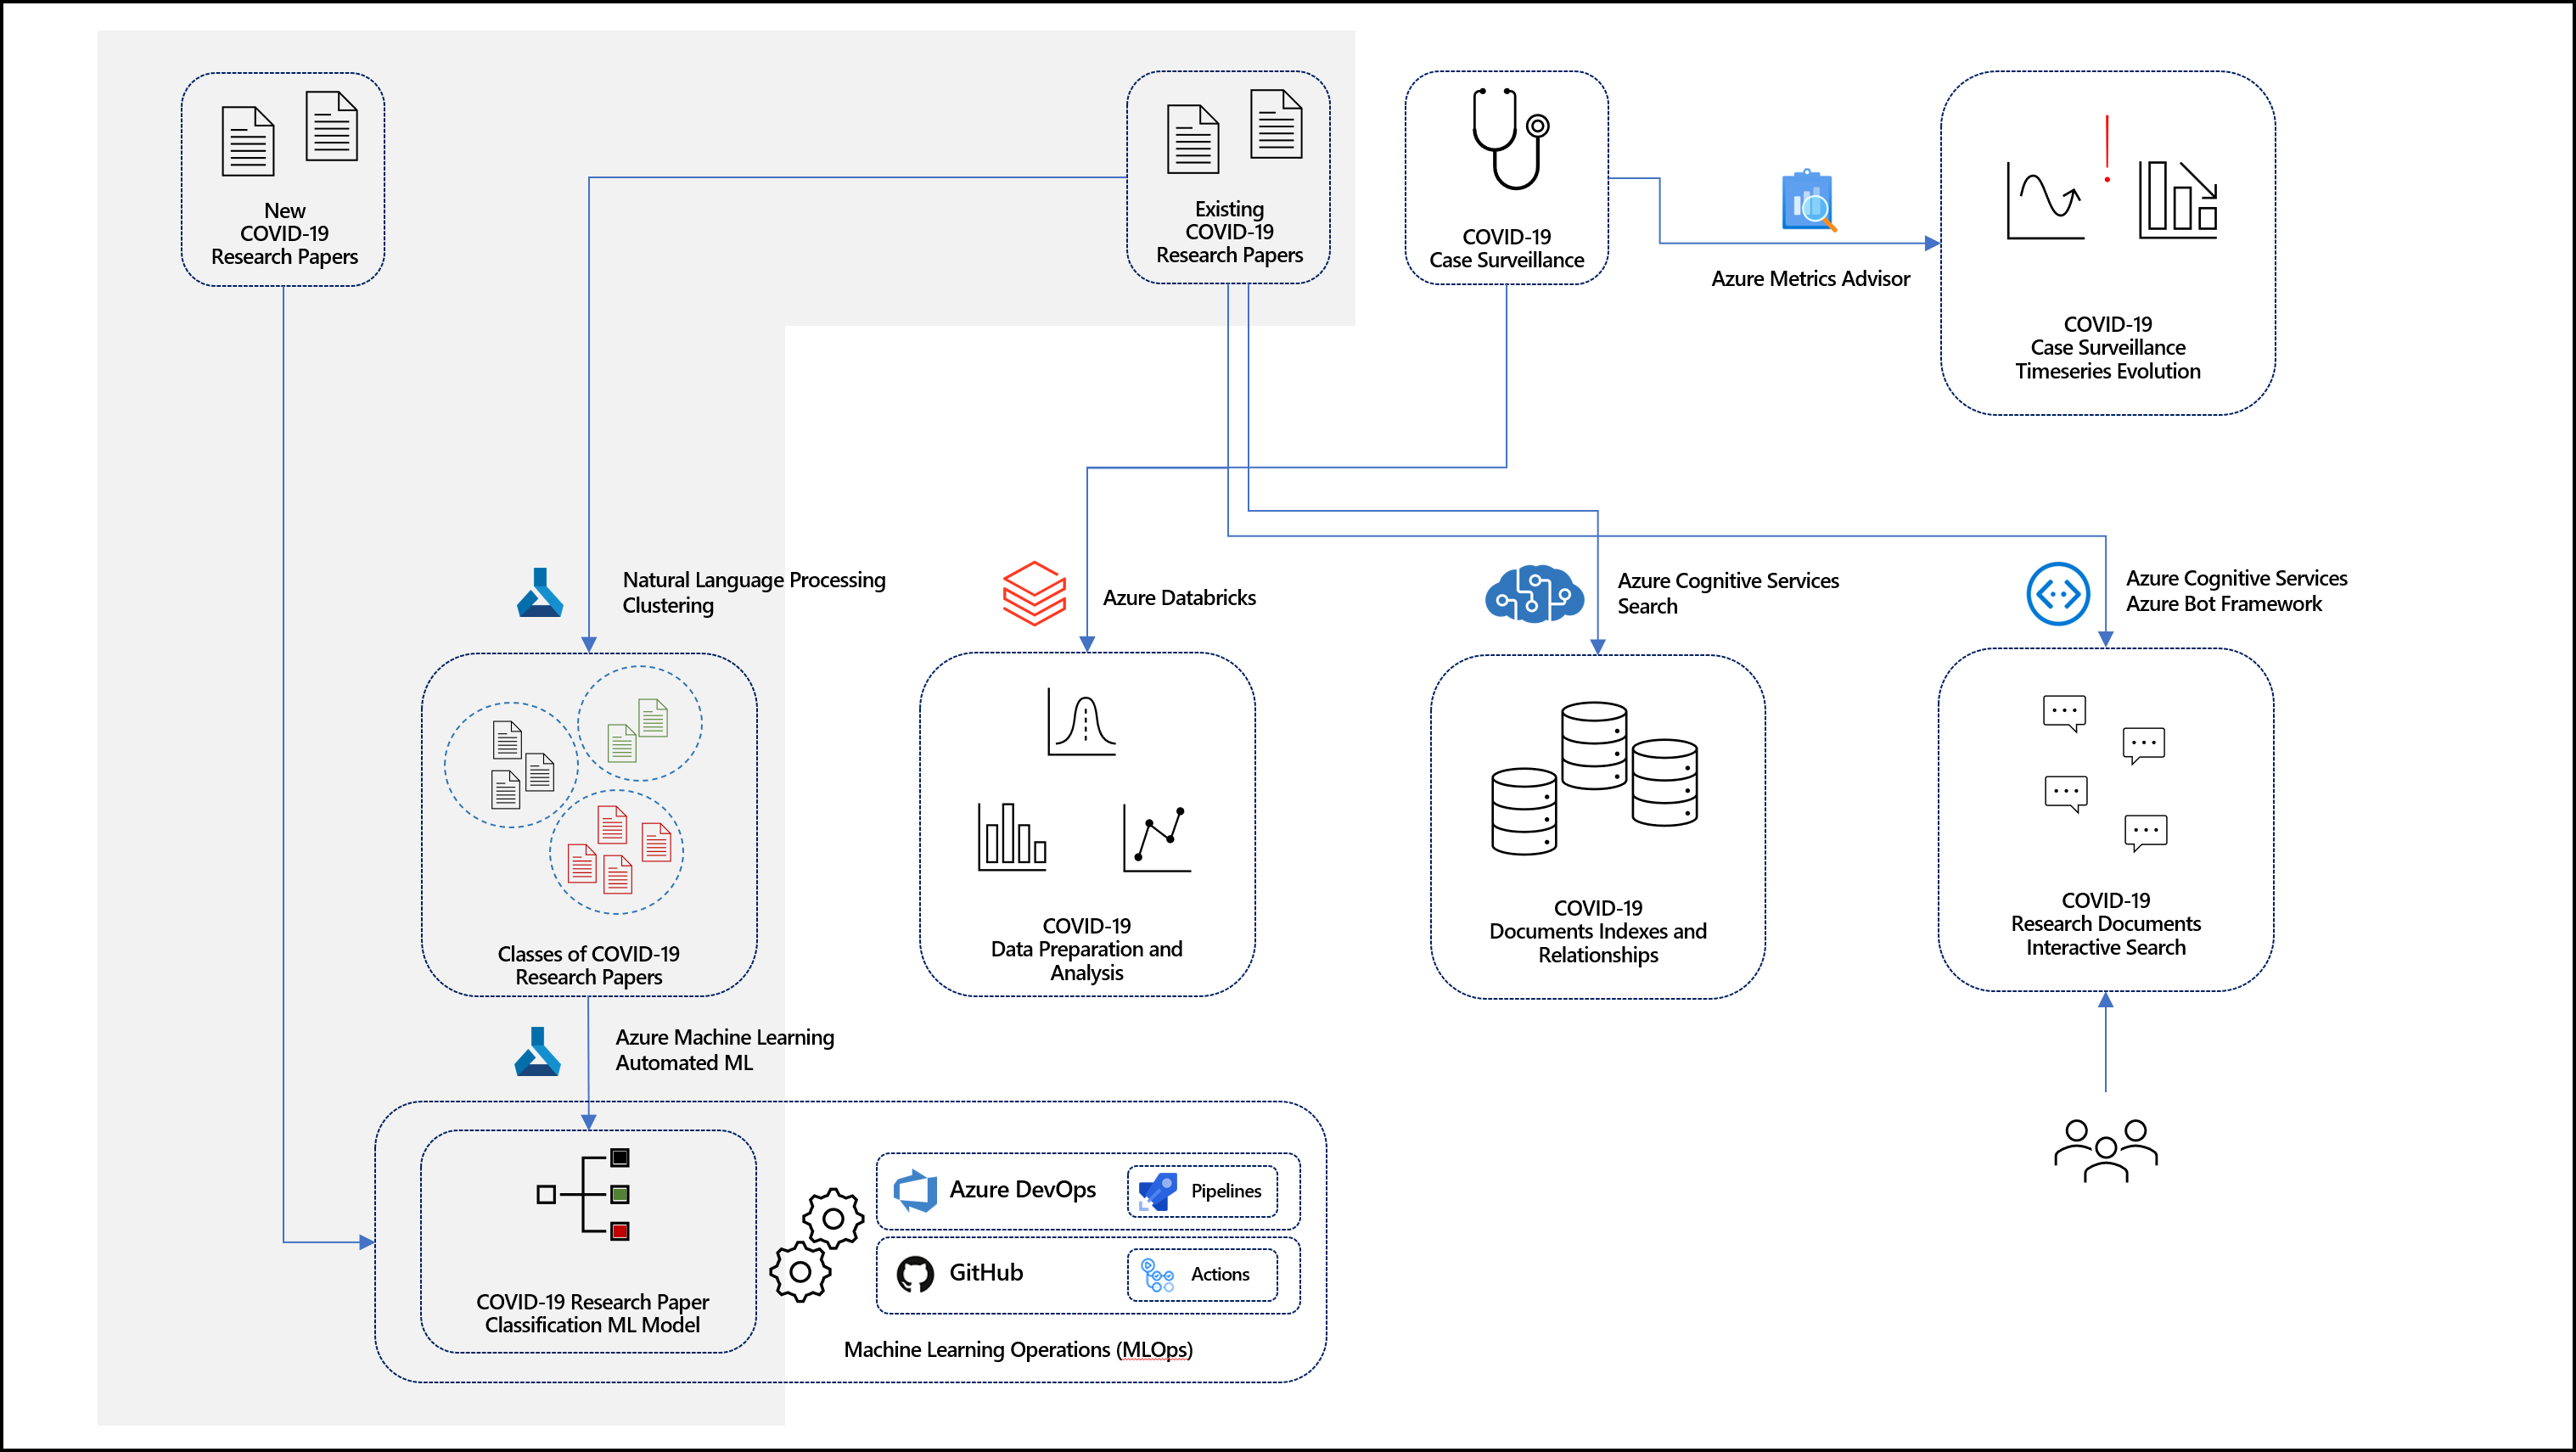 New
COVID-19
Research Papers
Existing
COVID-19
Research Papers
COVID-19
Case Surveillance
Azure Metrics Advisor
COVID-19
Case Surveillance
Timeseries Evolution
Natural Language Processing
Clustering
Azure Databricks
Azure Cognitive Services
Search
Azure Cognitive Services
Azure Bot Framework
Classes of COVID-19
Research Papers
COVID-19
Data Preparation and
Analysis
COVID-19
Documents Indexes and
Relationships
COVID-19
Research Documents
Interactive Search
Azure Machine Learning
Automated ML
COVID-19 Research Paper
Classification ML Model
Azure DevOps
Pipelines
GitHub
Actions
Machine Learning Operations (MLOps)